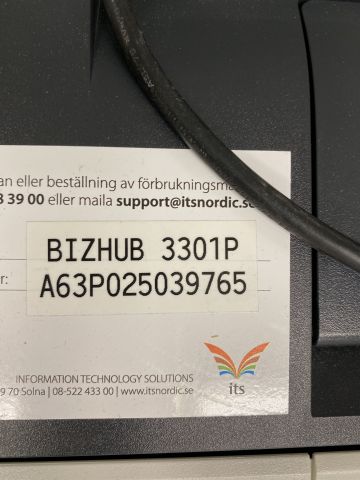 an eller beställning av förbrukningsma
3 39 00 eller maila support@itsnordic.se
BIZHUB 3301P
r: A63P025039765
INFORMATION TECHNOLOGY SOLUTIONS
9 70 Solna | 08-522 433 00 | www.itsnordic.se
its